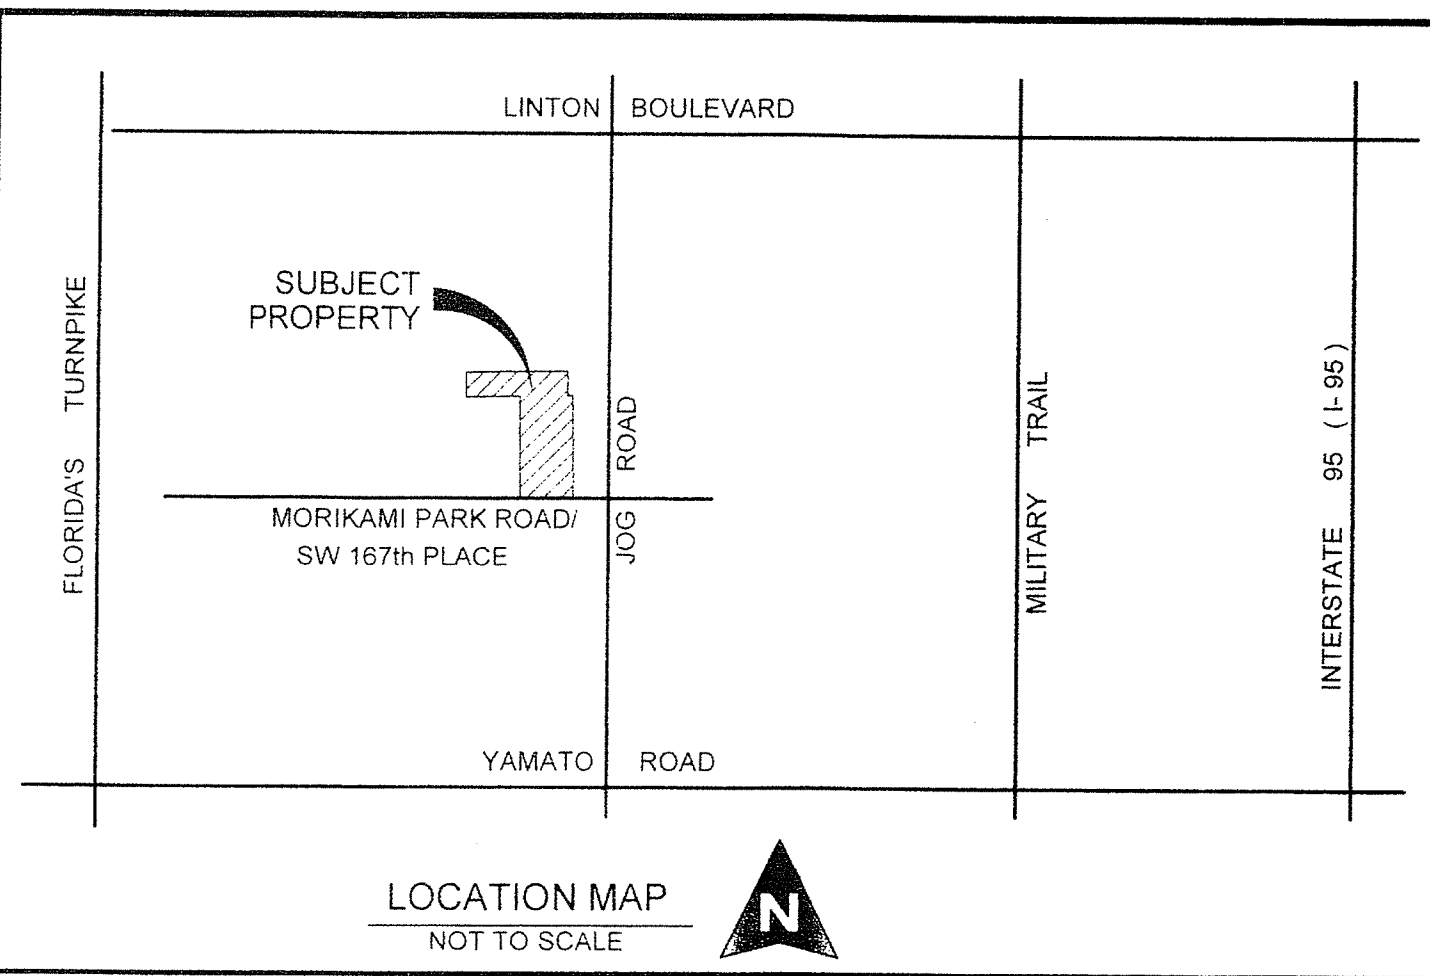 LINTON BOULEVARD
SUBJECT
PROPERTY
FLORIDA'S TURNPIKE
JOG ROAD
MILITARY TRAIL
INTERSTATE 95 (I-95)
MORIKAMI PARK ROAD/
SW 167th PLACE
YAMATO ROAD
LOCATION MAP
NOT TO SCALE
N